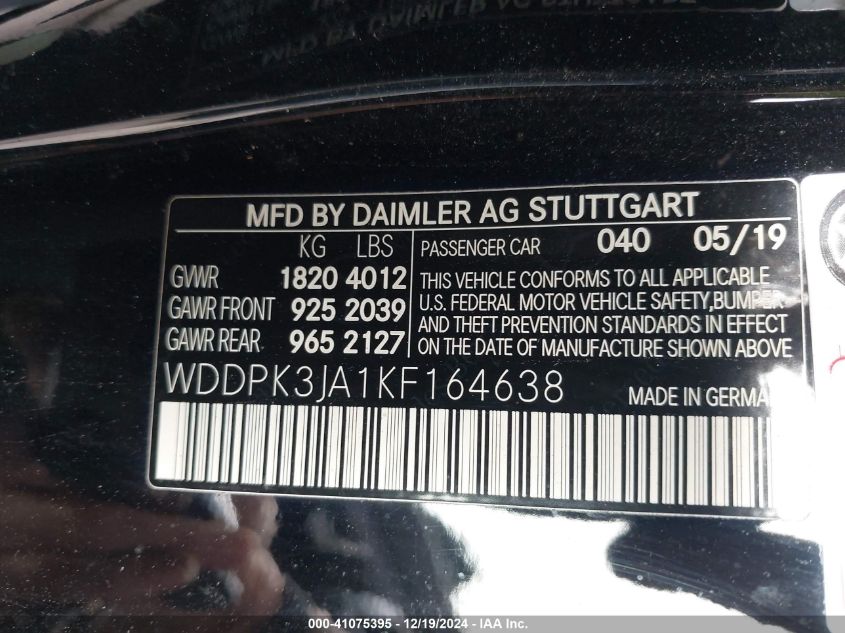 MFD BY DAIMLER AG STUTTGART
KG LBS PASSENGER CAR 040 05/19
GVWR 1820 4012
GAWR FRONT 925 2039
GAWR REAR 965 2127
THIS VEHICLE CONFORMS TO ALL APPLICABLE
U.S. FEDERAL MOTOR VEHICLE SAFETY,BUMPER
AND THEFT PREVENTION STANDARDS IN EFFECT
ON THE DATE OF MANUFACTURE SHOWN ABOVE
WDDPK3JA1KF164638 MADE IN GERMA
000-41075395 - 12/19/2024 - IAA Inc.